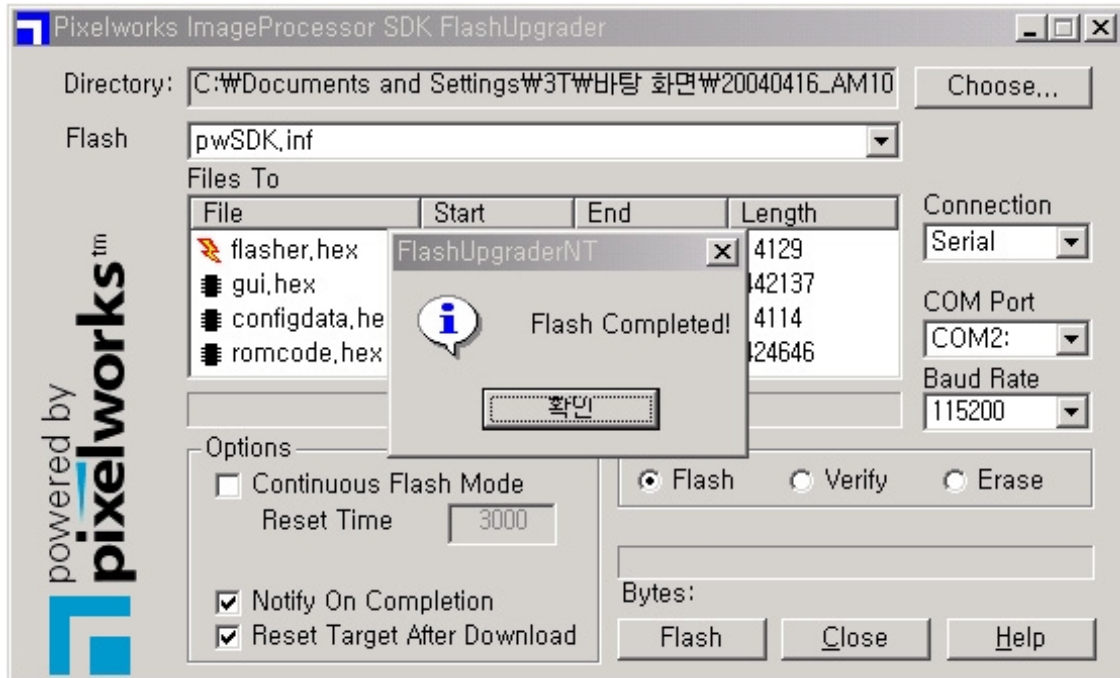 Pixelworks ImageProcessor SDK FlashUpgrader
Directory: C:₩Documents and Settings₩3T₩바탕 화면₩20040416_AM10 Choose...
Flash pwSDK.inf
Files To
File Start End Length
flasher.hex 4129
gui.hex 442137
configdata.he 4114
romcode.hex 424646
Connection
Serial
COM Port
COM2:
Baud Rate
115200
FlashUpgraderNT
Flash Completed!
확인
Options
Continuous Flash Mode
Reset Time 3000
Notify On Completion
Reset Target After Download
Flash Verify Erase
Bytes:
Flash Close Help
powered by
pixelworks tm